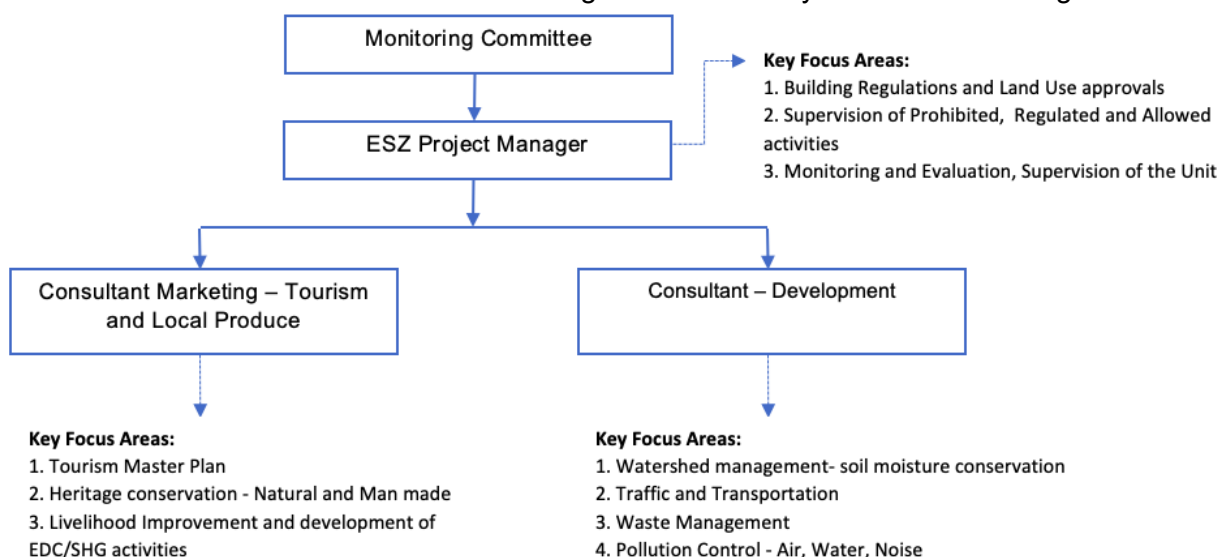 Monitoring Committee
Key Focus Areas:
1. Building Regulations and Land Use approvals
2. Supervision of Prohibited, Regulated and Allowed
activities
3. Monitoring and Evaluation, Supervision of the Unit
ESZ Project Manager
Consultant Marketing – Tourism
and Local Produce
Consultant – Development
Key Focus Areas:
1. Tourism Master Plan
2. Heritage conservation - Natural and Man made
3. Livelihood Improvement and development of
EDC/SHG activities
Key Focus Areas:
1. Watershed management- soil moisture conservation
2. Traffic and Transportation
3. Waste Management
4. Pollution Control - Air, Water, Noise